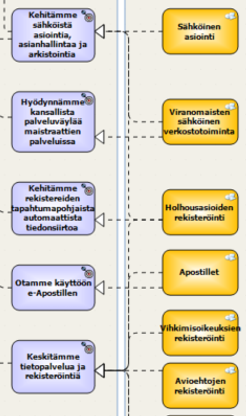 Kehitämme
sähköistä
asiointia,
asianhallintaa ja
arkistointia
Hyödynnämme
kansallista
palveluväylää
maistraattien
palveluissa
Kehitämme
rekistereiden
tapahtumapohjaista
automaattista
tiedonsiirtoa
Otamme käyttöön
e-Apostillen
Keskitämme
tietopalvelua ja
rekisteröintiä
Sähköinen
asiointi
Viranomaisten
sähköinen
verkostotoiminta
Holhousasioiden
rekisteröinti
Apostillet
Vihkimisoikeuksien
rekisteröinti
Avioehtojen
rekisteröinti